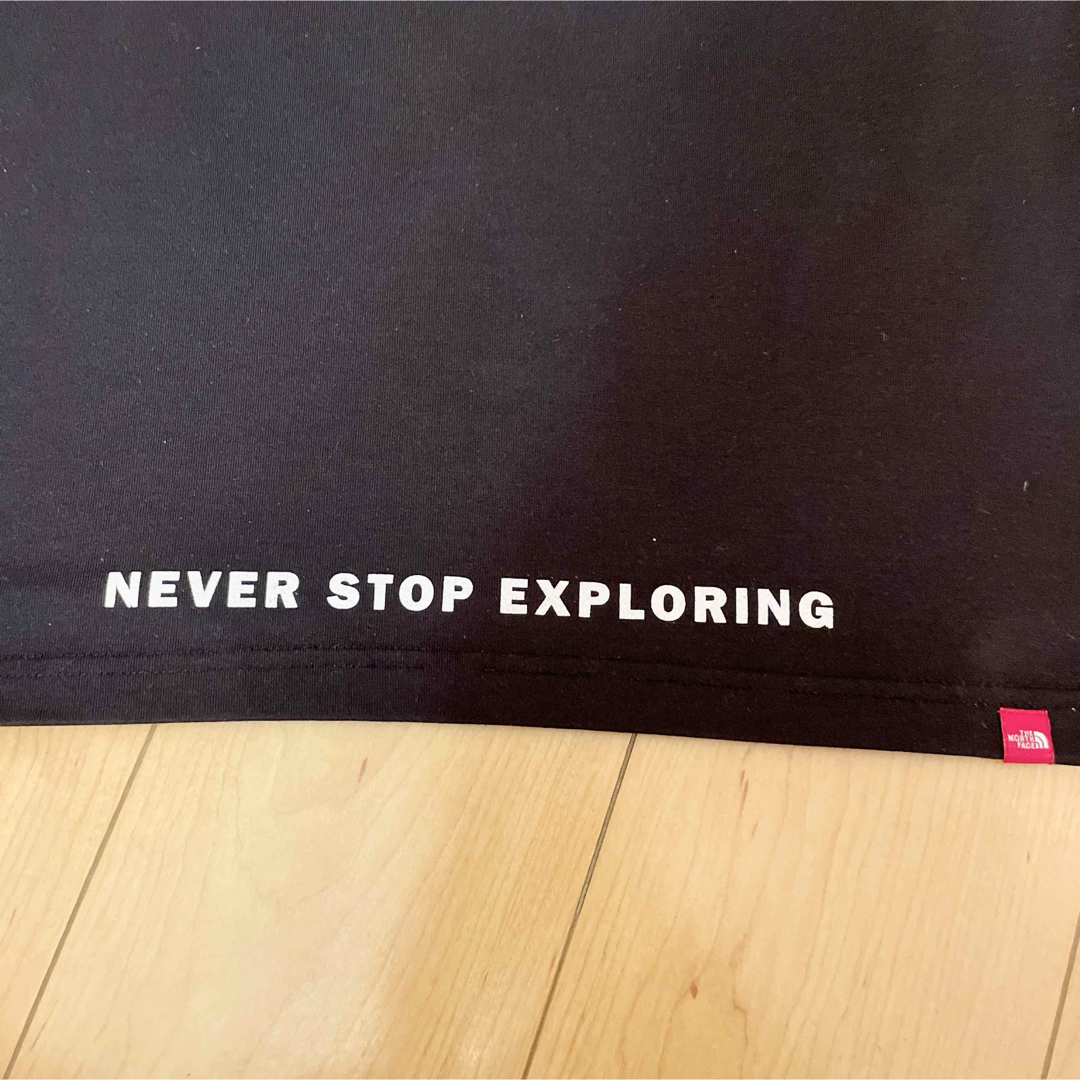 NEVER STOP EXPLORING
THE
NORTH
FACE